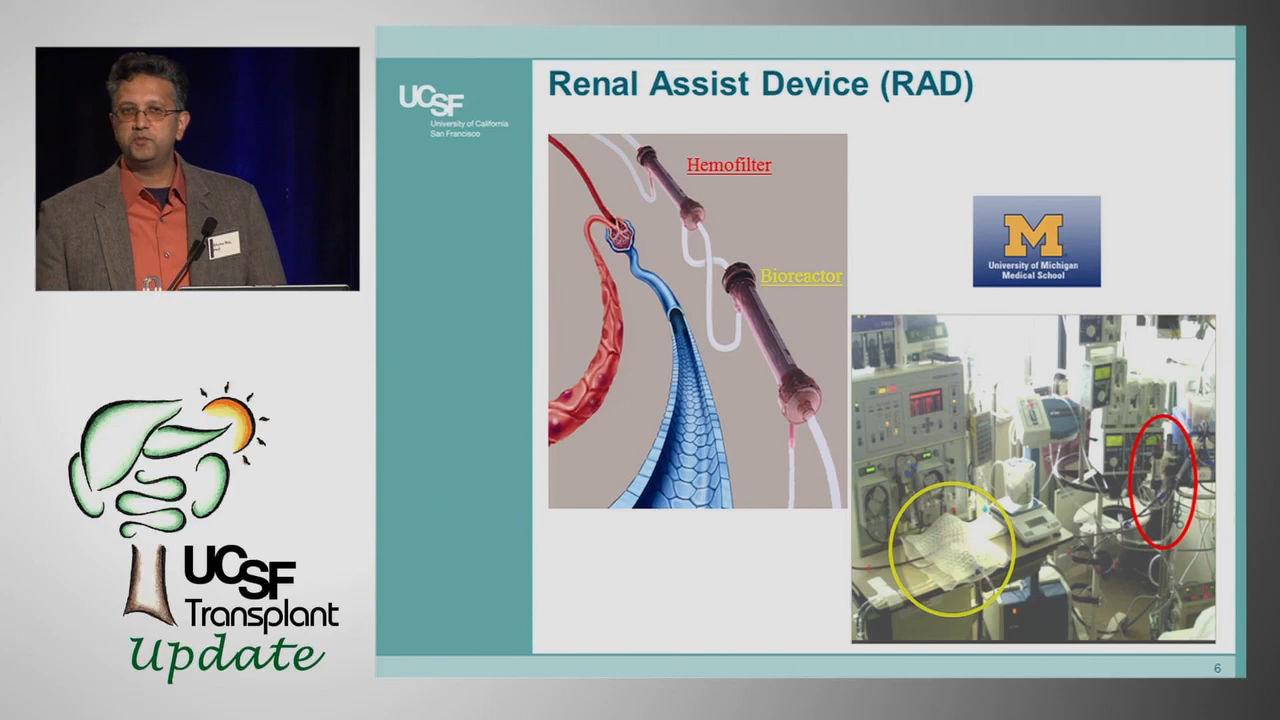 Renal Assist Device (RAD)
UCSF
University of California
San Francisco
Hemofilter
Bioreactor
M
University of Michigan
Medical School
UCSF
Transplant
Update
6